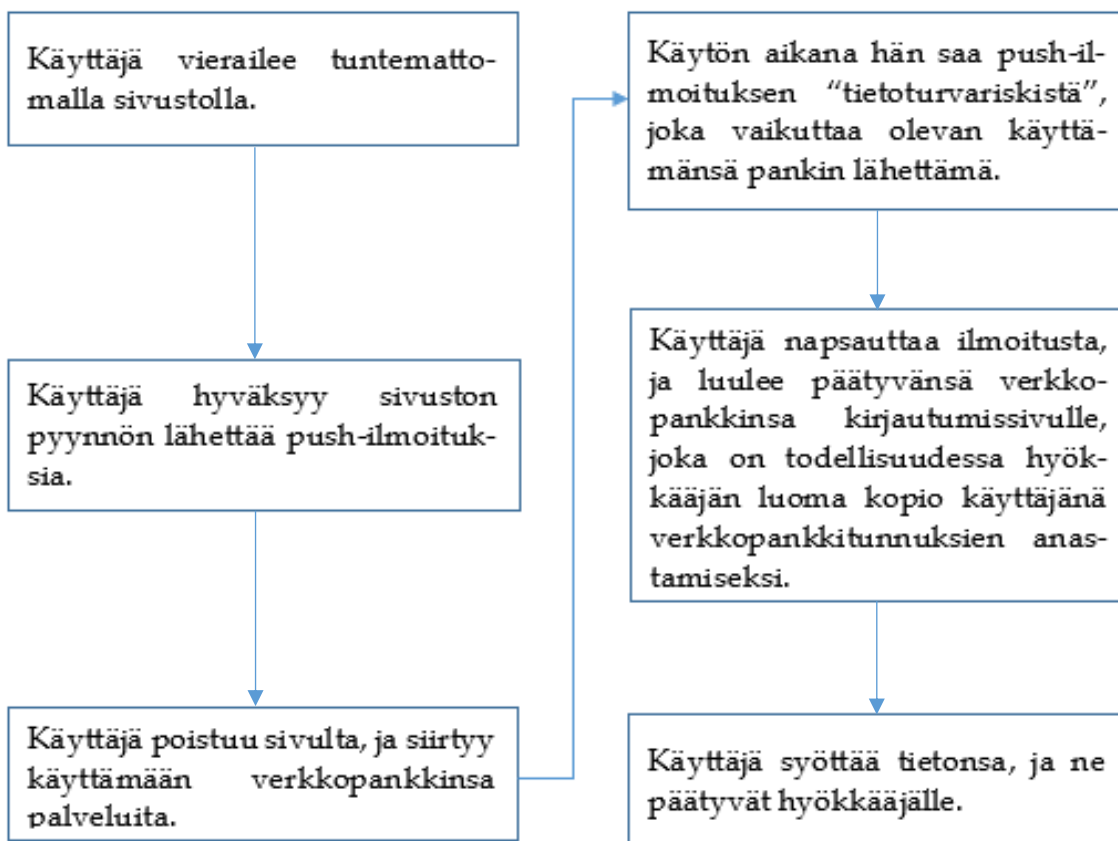 Käyttäjä vierailee tuntematto-
malla sivustolla.
Käyttäjä hyväksyy sivuston
pyynnön lähettää push-ilmoituk-
sia.
Käyttäjä poistuu sivulta, ja siirtyy
käyttämään verkkopankkinsa
palveluita.
Käytön aikana hän saa push-il-
moituksen “tietoturvariskistä”,
joka vaikuttaa olevan käyttä-
mänsä pankin lähettämä.
Käyttäjä napsauttaa ilmoitusta,
ja luulee päätyvänsä verkko-
pankkinsa kirjautumissivulle,
joka on todellisuudessa hyök-
kääjän luoma kopio käyttäjänä
verkkopankkitunnuksien anas-
tamiseksi.
Käyttäjä syöttää tietonsa, ja ne
päätyvät hyökkääjälle.